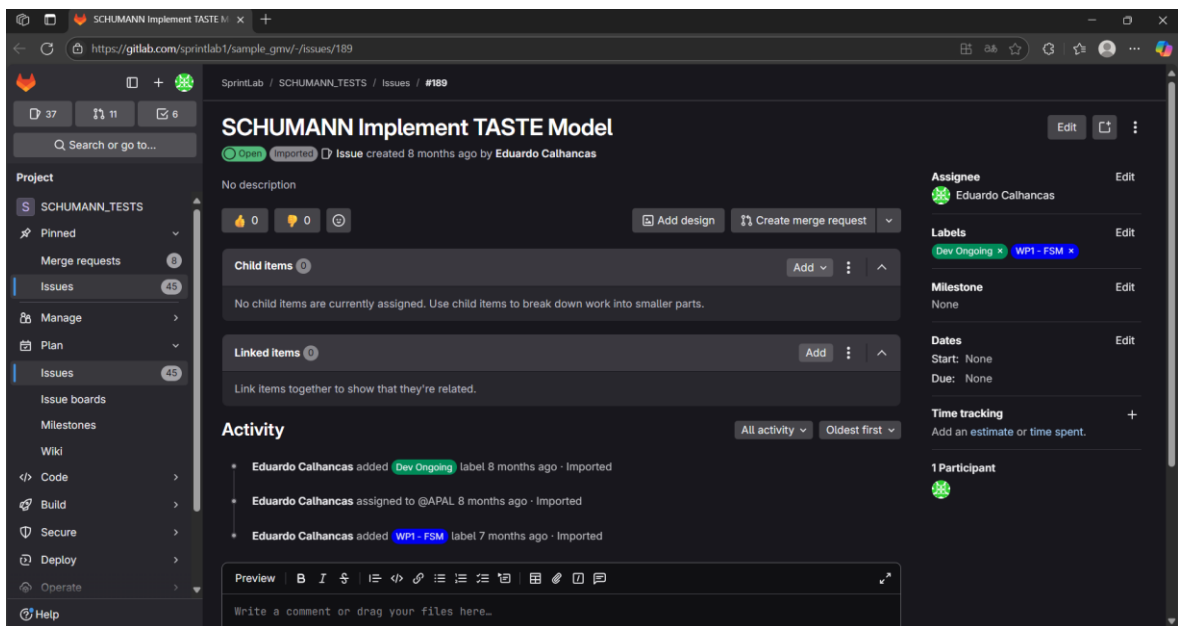 SCHUMANN Implement TASTE M
https://gitlab.com/sprintlab1/sample_gmv/-/issues/189
37 11 6
Search or go to...
Project
S SCHUMANN_TESTS
Pinned
Merge requests 8
Issues 45
Manage
Plan
Issues 45
Issue boards
Milestones
Wiki
Code
Build
Secure
Deploy
Operate
Help
SprintLab / SCHUMANN_TESTS / Issues / #189
SCHUMANN Implement TASTE Model
Edit
Open Imported Issue created 8 months ago by Eduardo Calhancas
No description
0 0
Add design Create merge request
Child items 0
Add
No child items are currently assigned. Use child items to break down work into smaller parts.
Linked items 0
Add
Link items together to show that they're related.
Activity
All activity Oldest first
Eduardo Calhancas added Dev Ongoing label 8 months ago · Imported
Eduardo Calhancas assigned to @APAL 8 months ago · Imported
Eduardo Calhancas added WP1 - FSM label 7 months ago · Imported
Preview B I S
Write a comment or drag your files here…
Assignee Edit
Eduardo Calhancas
Labels Edit
Dev Ongoing × WP1 - FSM ×
Milestone Edit
None
Dates Edit
Start: None
Due: None
Time tracking +
Add an estimate or time spent.
1 Participant